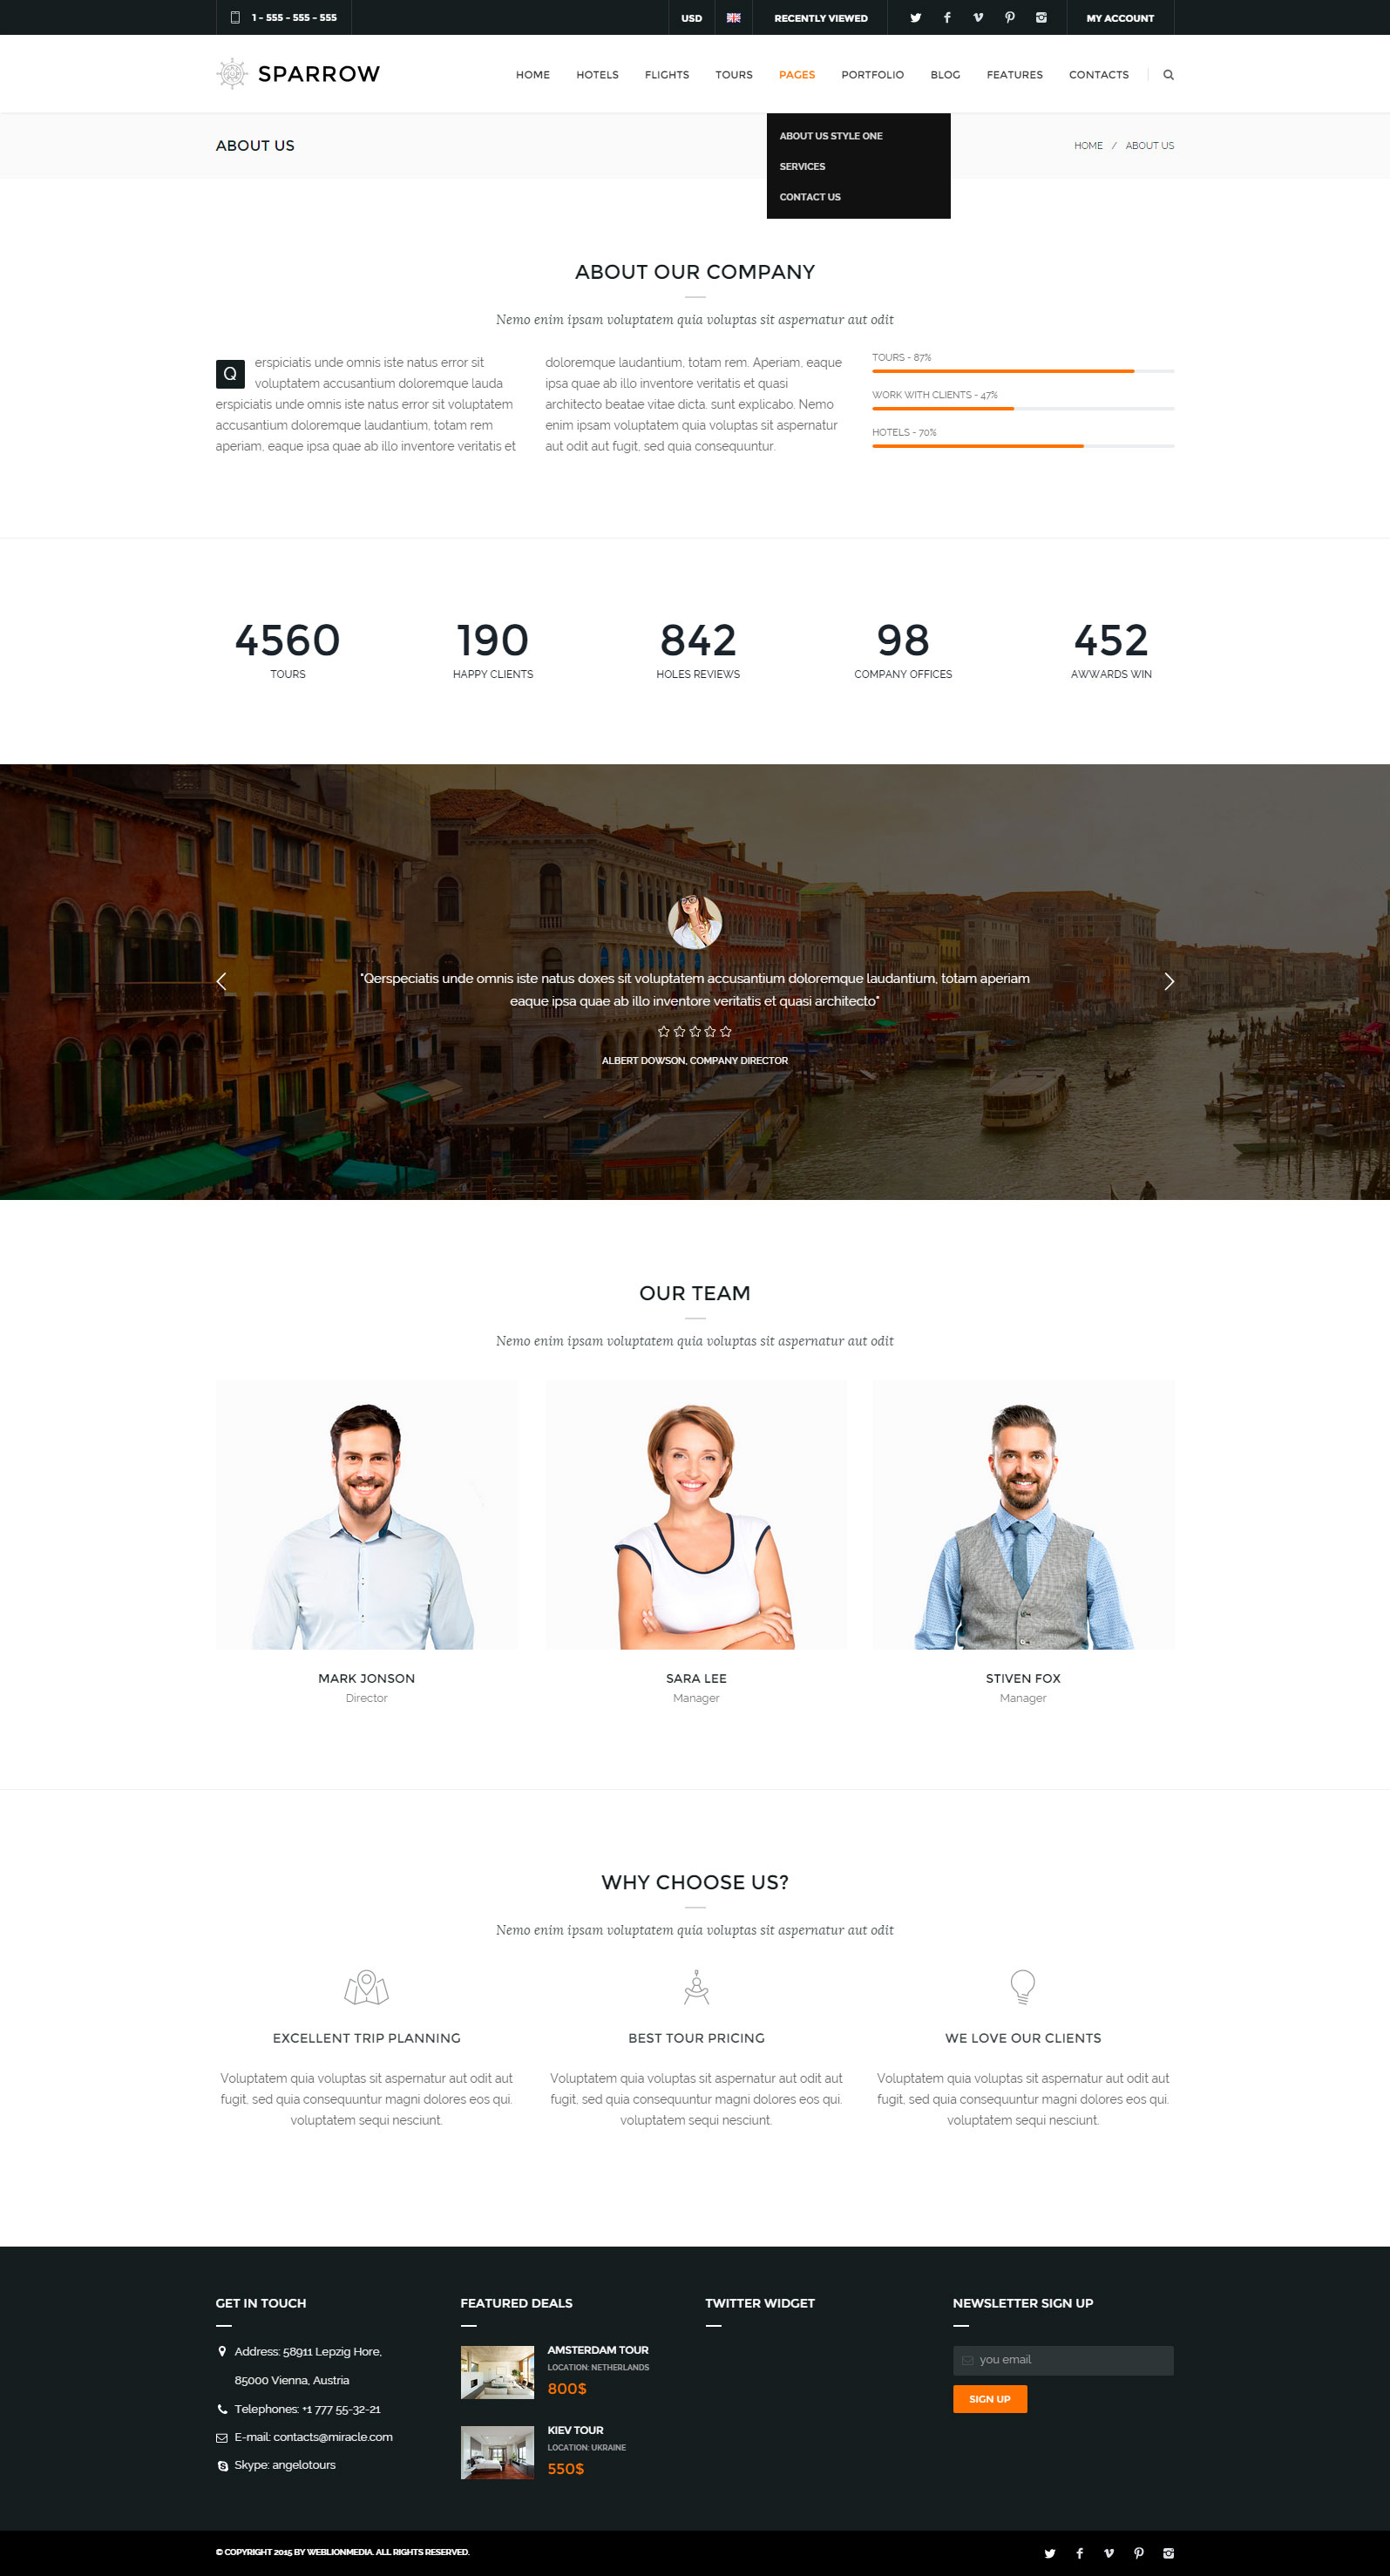 1 - 555 - 555 - 555
USD
RECENTLY VIEWED
MY ACCOUNT
SPARROW
HOME
HOTELS
FLIGHTS
TOURS
PAGES
PORTFOLIO
BLOG
FEATURES
CONTACTS
ABOUT US STYLE ONE
SERVICES
CONTACT US
ABOUT US
HOME / ABOUT US
ABOUT OUR COMPANY
Nemo enim ipsam voluptatem quia voluptas sit aspernatur aut odit
Q erspiciatis unde omnis iste natus error sit
voluptatem accusantium doloremque lauda
erspiciatis unde omnis iste natus error sit voluptatem
accusantium doloremque laudantium, totam rem
aperiam, eaque ipsa quae ab illo inventore veritatis et
doloremque laudantium, totam rem. Aperiam, eaque
ipsa quae ab illo inventore veritatis et quasi
architecto beatae vitae dicta. sunt explicabo. Nemo
enim ipsam voluptatem quia voluptas sit aspernatur
aut odit aut fugit, sed quia consequuntur.
TOURS - 87%
WORK WITH CLIENTS - 47%
HOTELS - 70%
4560
TOURS
190
HAPPY CLIENTS
842
HOLES REVIEWS
98
COMPANY OFFICES
452
AWWARDS WIN
"Qerspeciatis unde omnis iste natus doxes sit voluptatem accusantium doloremque laudantium, totam aperiam
eaque ipsa quae ab illo inventore veritatis et quasi architecto"
ALBERT DOWSON, COMPANY DIRECTOR
OUR TEAM
Nemo enim ipsam voluptatem quia voluptas sit aspernatur aut odit
MARK JONSON
Director
SARA LEE
Manager
STIVEN FOX
Manager
WHY CHOOSE US?
Nemo enim ipsam voluptatem quia voluptas sit aspernatur aut odit
EXCELLENT TRIP PLANNING
Voluptatem quia voluptas sit aspernatur aut odit aut
fugit, sed quia consequuntur magni dolores eos qui.
voluptatem sequi nesciunt.
BEST TOUR PRICING
Voluptatem quia voluptas sit aspernatur aut odit aut
fugit, sed quia consequuntur magni dolores eos qui.
voluptatem sequi nesciunt.
WE LOVE OUR CLIENTS
Voluptatem quia voluptas sit aspernatur aut odit aut
fugit, sed quia consequuntur magni dolores eos qui.
voluptatem sequi nesciunt.
GET IN TOUCH
Address: 58911 Lepzig Hore,
85000 Vienna, Austria
Telephones: +1 777 55-32-21
E-mail: contacts@miracle.com
Skype: angelotours
FEATURED DEALS
AMSTERDAM TOUR
LOCATION: NETHERLANDS
800$
KIEV TOUR
LOCATION: UKRAINE
550$
TWITTER WIDGET
NEWSLETTER SIGN UP
you email
SIGN UP
© COPYRIGHT 2015 BY WEBLIONMEDIA. ALL RIGHTS RESERVED.